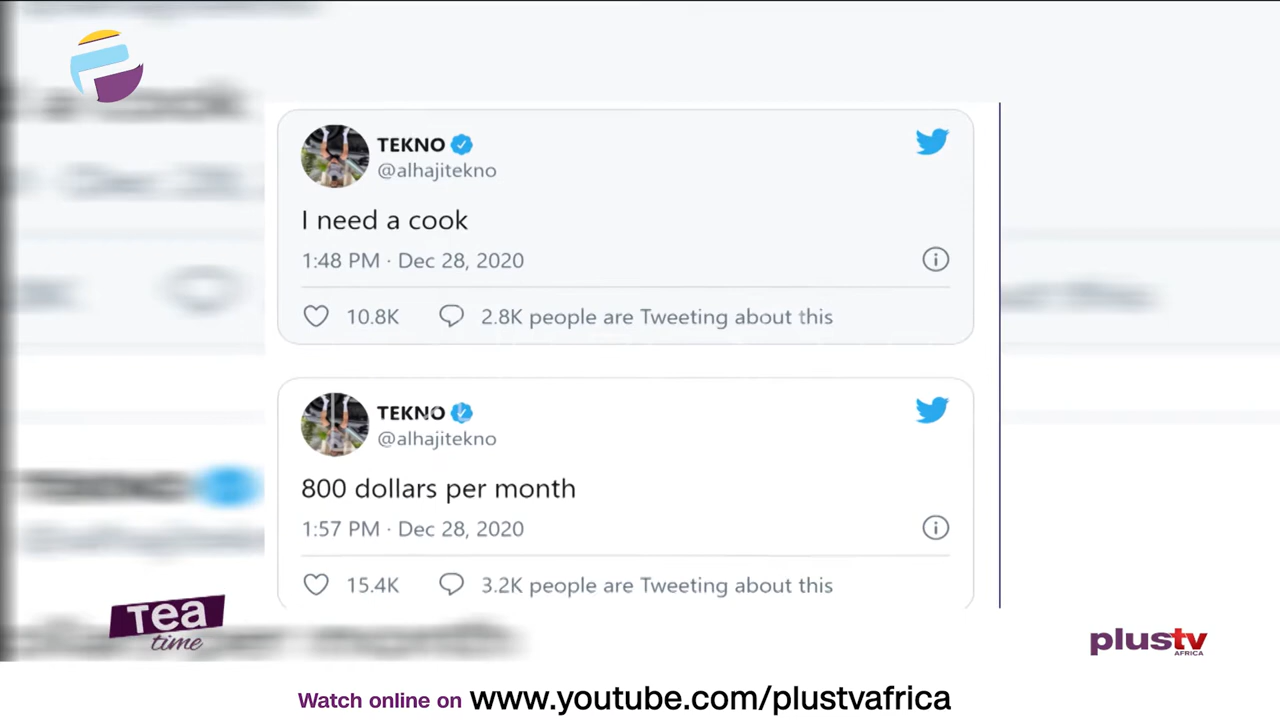 TEKNO
@alhajitekno
I need a cook
1:48 PM · Dec 28, 2020
10.8K 2.8K people are Tweeting about this
TEKNO
@alhajitekno
800 dollars per month
1:57 PM · Dec 28, 2020
15.4K 3.2K people are Tweeting about this
Tea
time
plustv
AFRICA
Watch online on www.youtube.com/plustvafrica